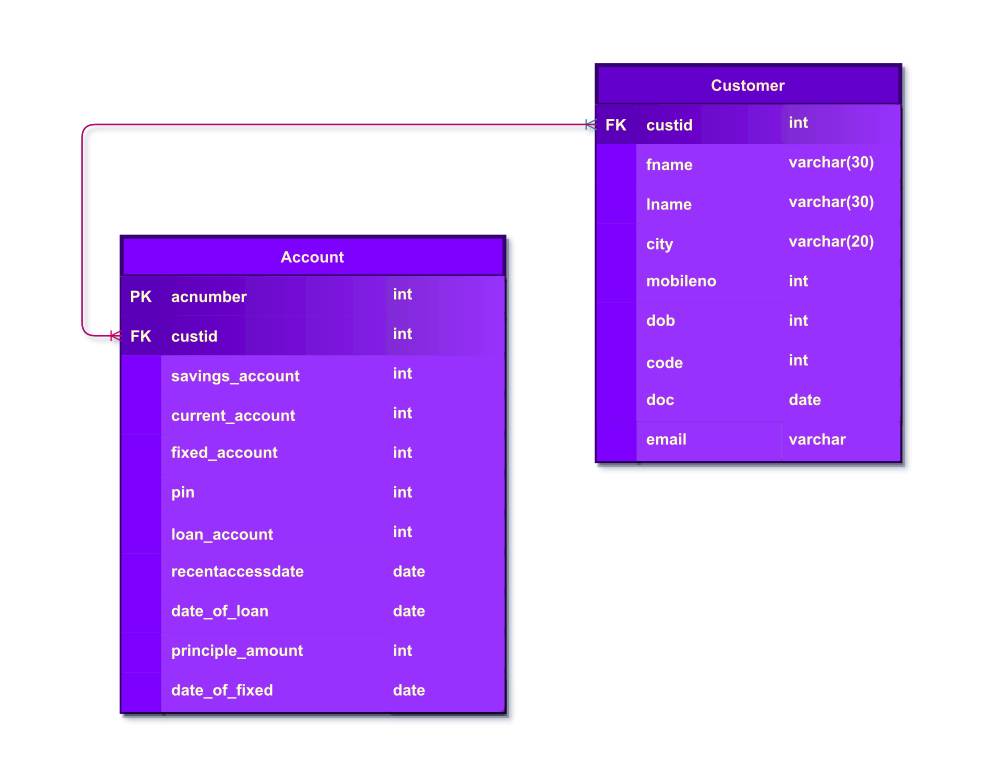 Customer
FK custid int
fname varchar(30)
lname varchar(30)
city varchar(20)
mobileno int
dob int
code int
doc date
email varchar
Account
PK acnumber int
FK custid int
savings_account int
current_account int
fixed_account int
pin int
loan_account int
recentaccessdate date
date_of_loan date
principle_amount int
date_of_fixed date